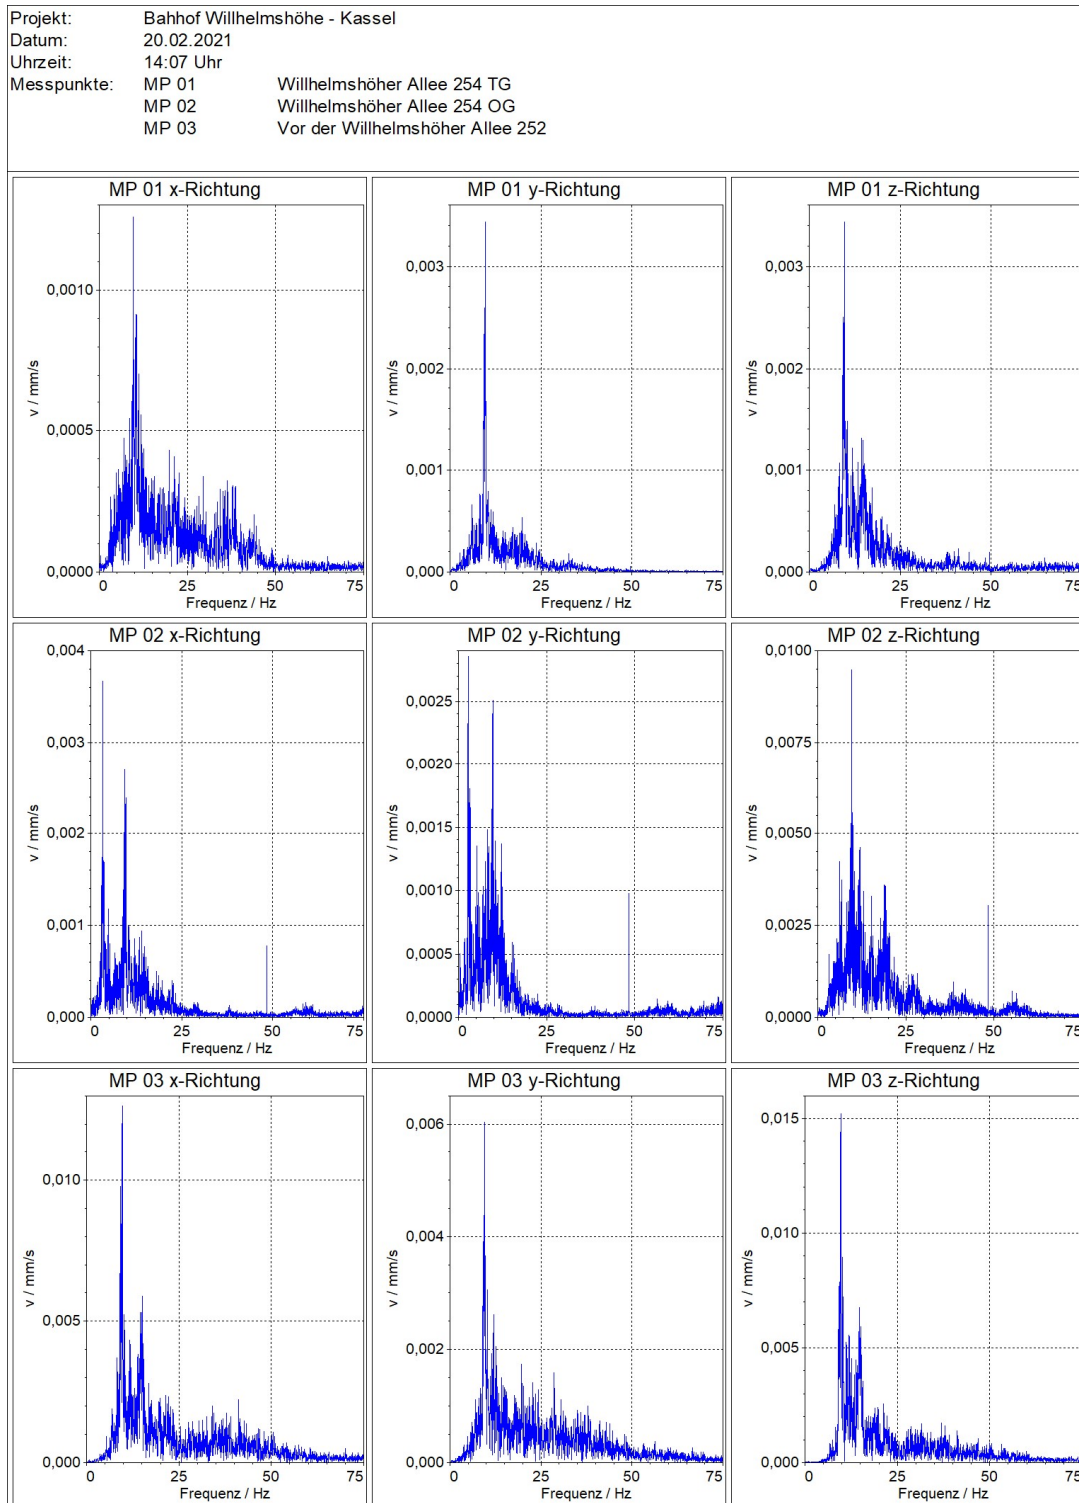 Projekt: Bahhof Willhelmshöhe - Kassel
Datum: 20.02.2021
Uhrzeit: 14:07 Uhr
Messpunkte: MP 01 Willhelmshöher Allee 254 TG
MP 02 Willhelmshöher Allee 254 OG
MP 03 Vor der Willhelmshöher Allee 252
MP 01 x-Richtung
0,0010
0,0005
0,0000
v / mm/s
0 25 50 75
Frequenz / Hz
MP 01 y-Richtung
0,003
0,002
0,001
0,000
v / mm/s
0 25 50 75
Frequenz / Hz
MP 01 z-Richtung
0,003
0,002
0,001
0,000
v / mm/s
0 25 50 75
Frequenz / Hz
MP 02 x-Richtung
0,004
0,003
0,002
0,001
0,000
v / mm/s
0 25 50 75
Frequenz / Hz
MP 02 y-Richtung
0,0025
0,0020
0,0015
0,0010
0,0005
0,0000
v / mm/s
0 25 50 75
Frequenz / Hz
MP 02 z-Richtung
0,0100
0,0075
0,0050
0,0025
0,0000
v / mm/s
0 25 50 75
Frequenz / Hz
MP 03 x-Richtung
0,010
0,005
0,000
v / mm/s
0 25 50 75
Frequenz / Hz
MP 03 y-Richtung
0,006
0,004
0,002
0,000
v / mm/s
0 25 50 75
Frequenz / Hz
MP 03 z-Richtung
0,015
0,010
0,005
0,000
v / mm/s
0 25 50 75
Frequenz / Hz